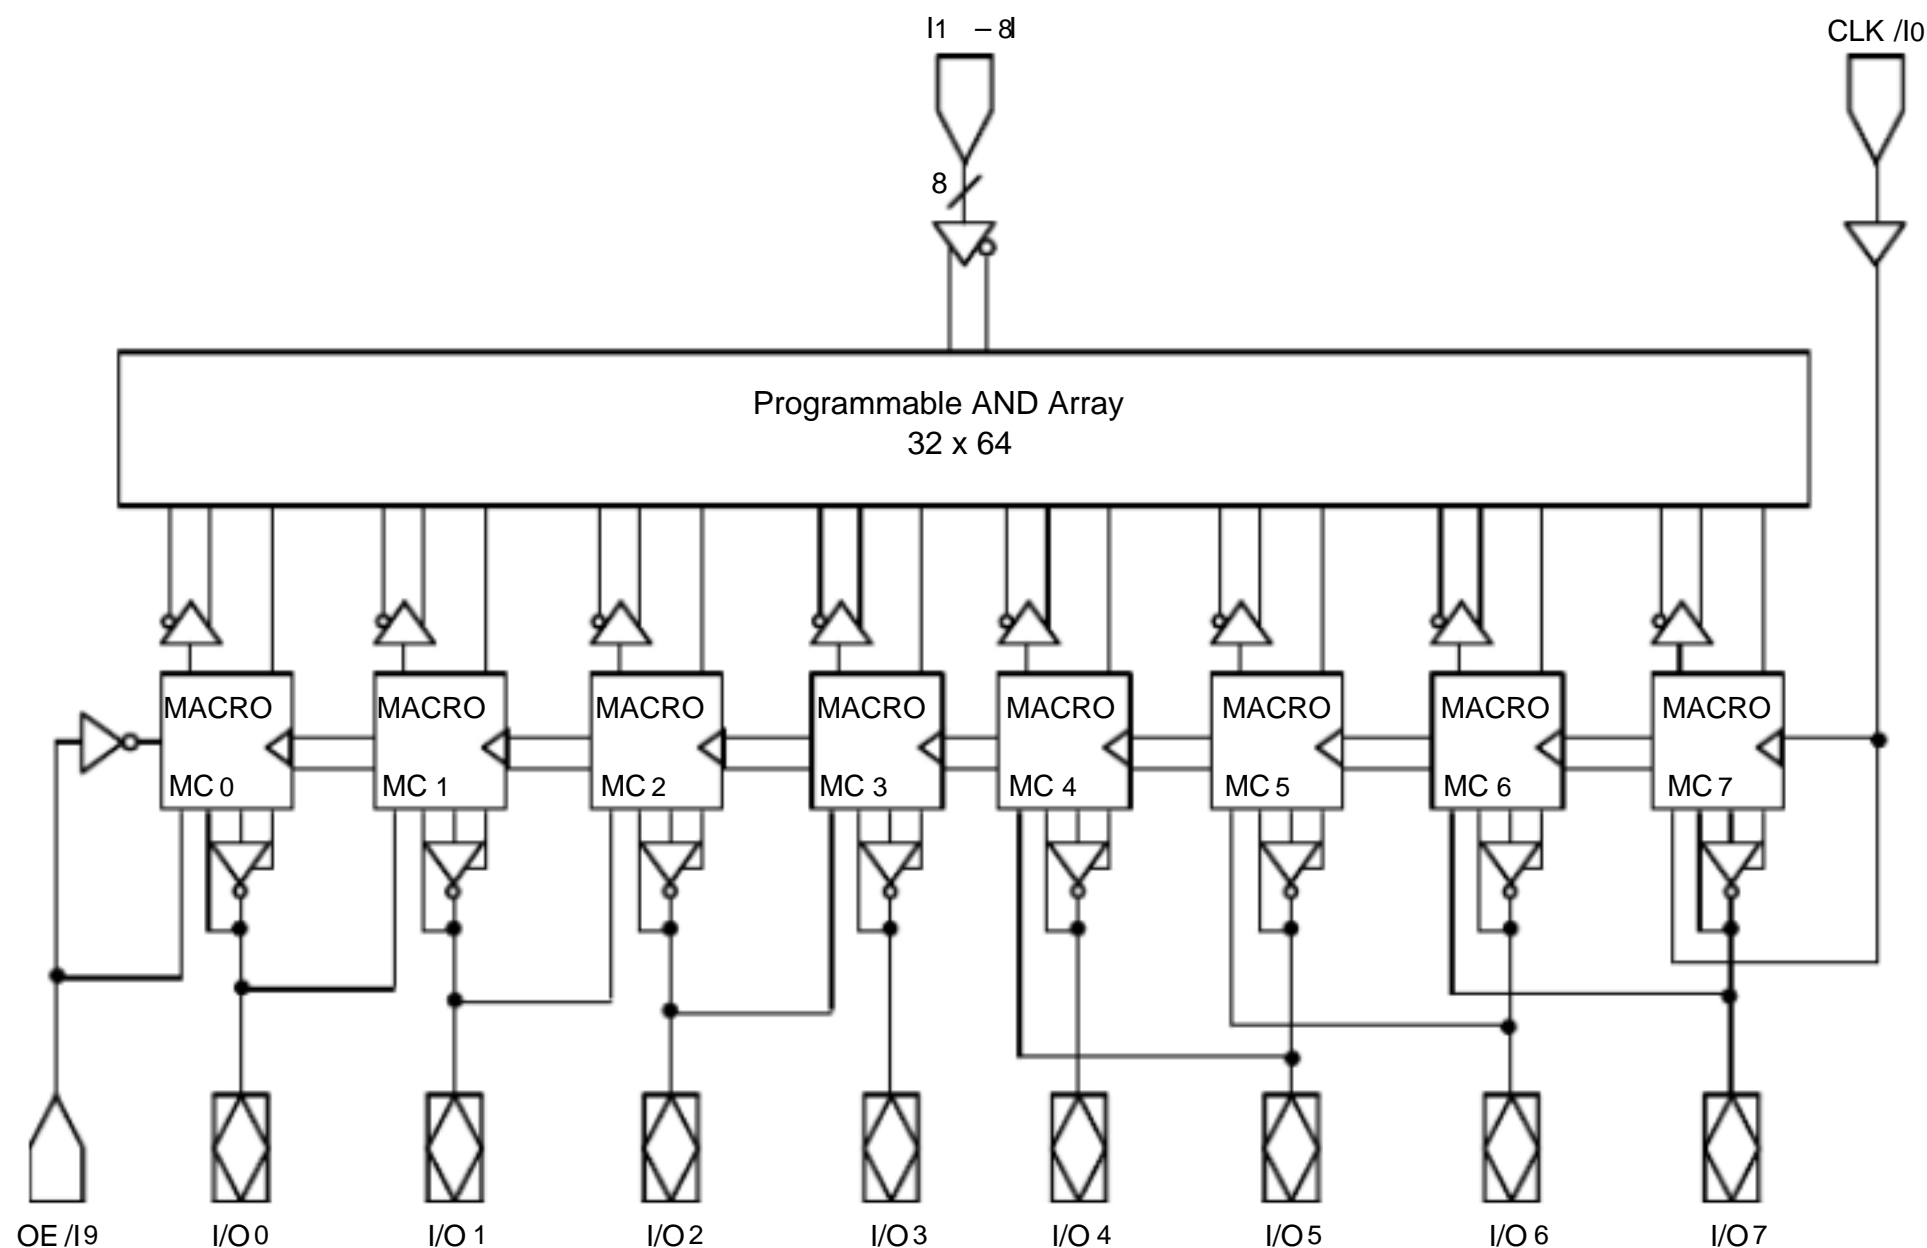 I1 – 8I
CLK /I0
8
Programmable AND Array
32 x 64
MACRO MACRO MACRO MACRO MACRO MACRO MACRO MACRO
MC 0 MC 1 MC 2 MC 3 MC 4 MC 5 MC 6 MC 7
OE /I9 I/O 0 I/O 1 I/O 2 I/O 3 I/O 4 I/O 5 I/O 6 I/O 7